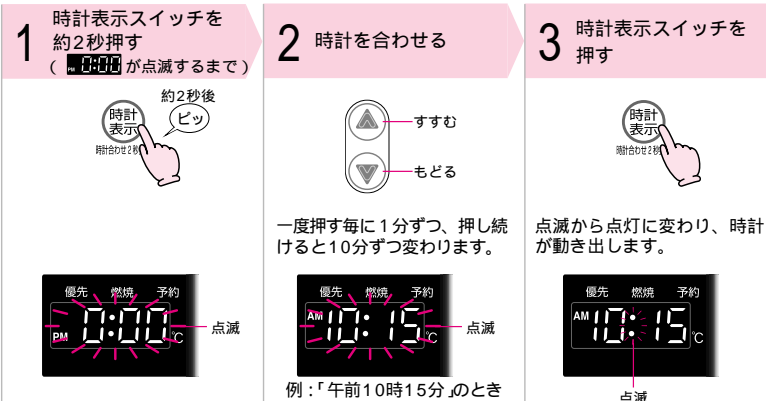 1
時計表示スイッチを
約2秒押す
( PM 0:00 が点滅するまで )
約2秒後
ピッ
時計
表示
時計合わせ2秒
優先 燃焼 予約
PM 0:00 ℃
点滅
2
時計を合わせる
すすむ
もどる
一度押す毎に1分ずつ、押し続
けると10分ずつ変わります。
優先 燃焼 予約
AM 10:15 ℃
点滅
例:「午前10時15分」のとき
3
時計表示スイッチを
押す
時計
表示
時計合わせ2秒
点滅から点灯に変わり、時計
が動き出します。
優先 燃焼 予約
AM 10:15 ℃
点滅